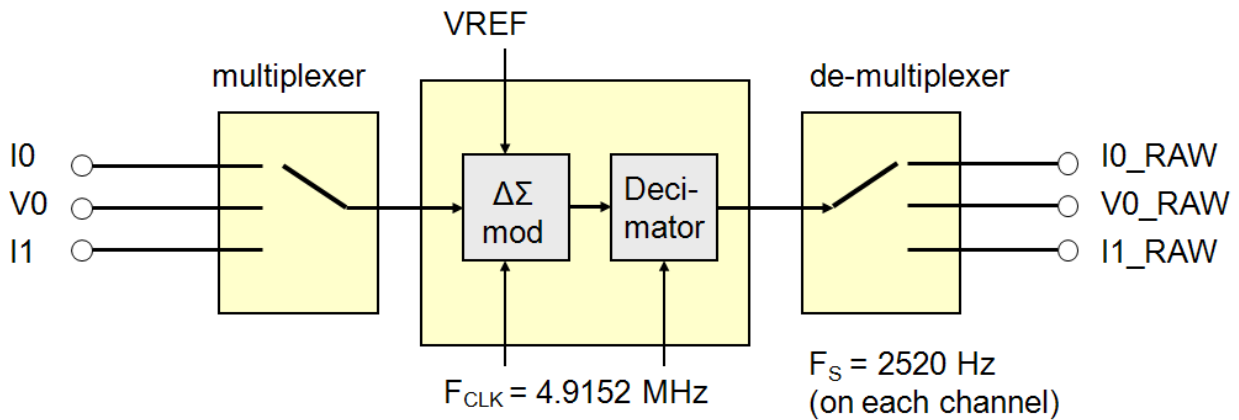 VREF
multiplexer
de-multiplexer
I0
V0
I1
ΔΣ
mod
Deci-
mator
I0_RAW
V0_RAW
I1_RAW
FCLK = 4.9152 MHz
FS = 2520 Hz
(on each channel)